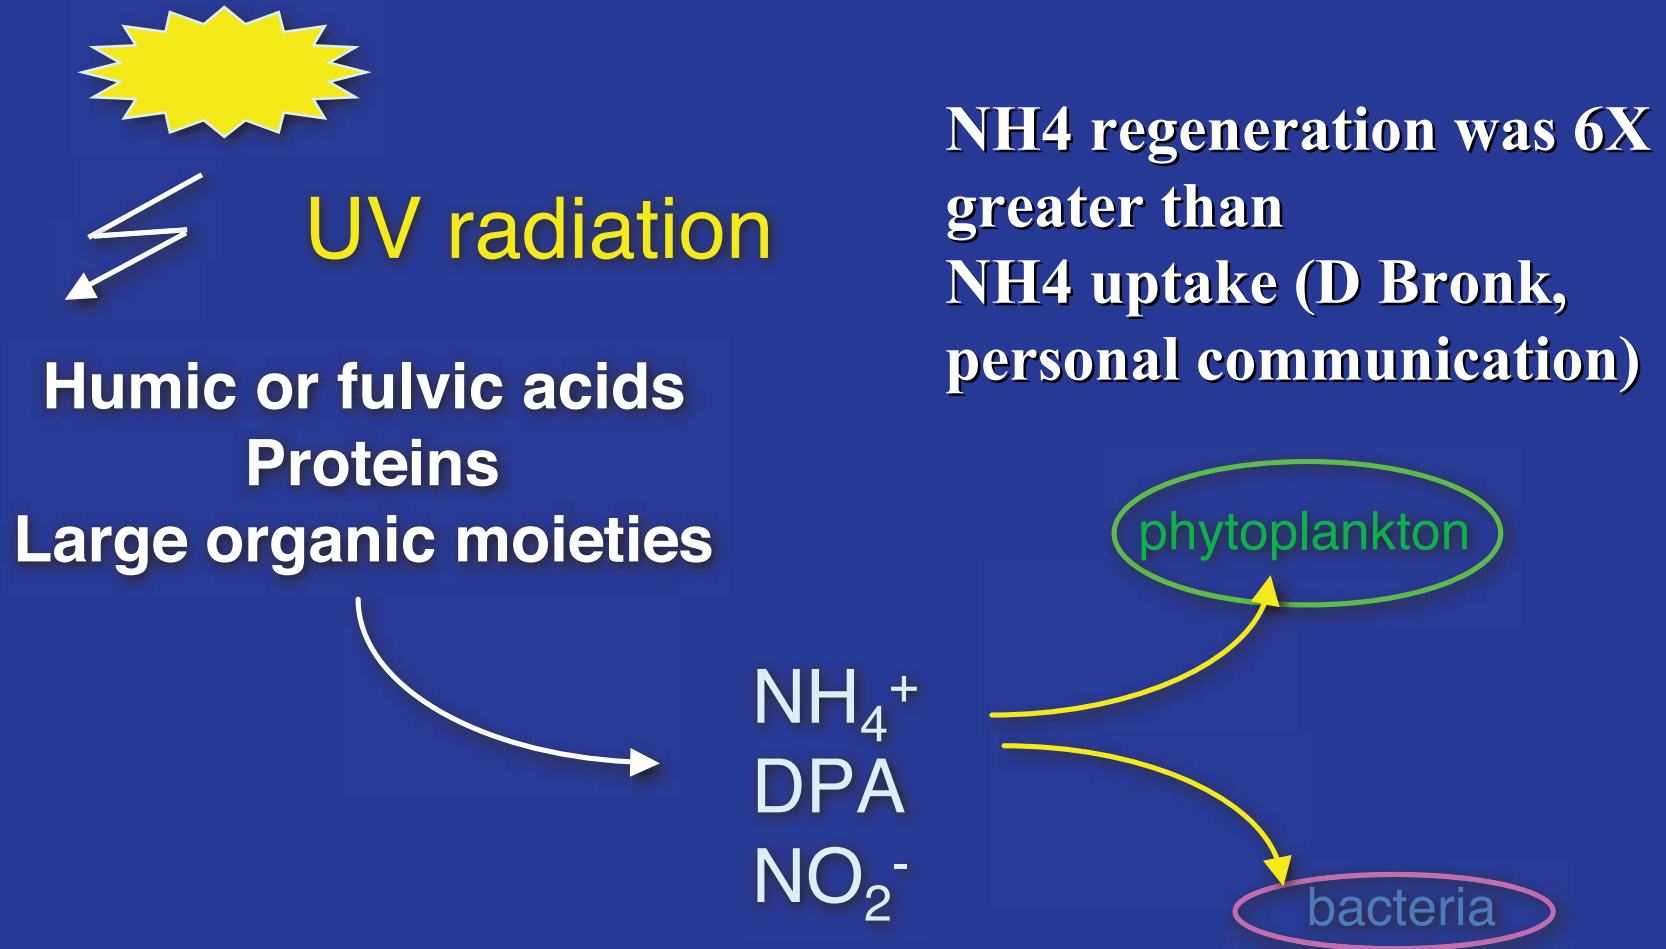 UV radiation
NH4 regeneration was 6X
greater than
NH4 uptake (D Bronk,
personal communication)
Humic or fulvic acids
Proteins
Large organic moieties
phytoplankton
NH₄⁺
DPA
NO₂⁻
bacteria